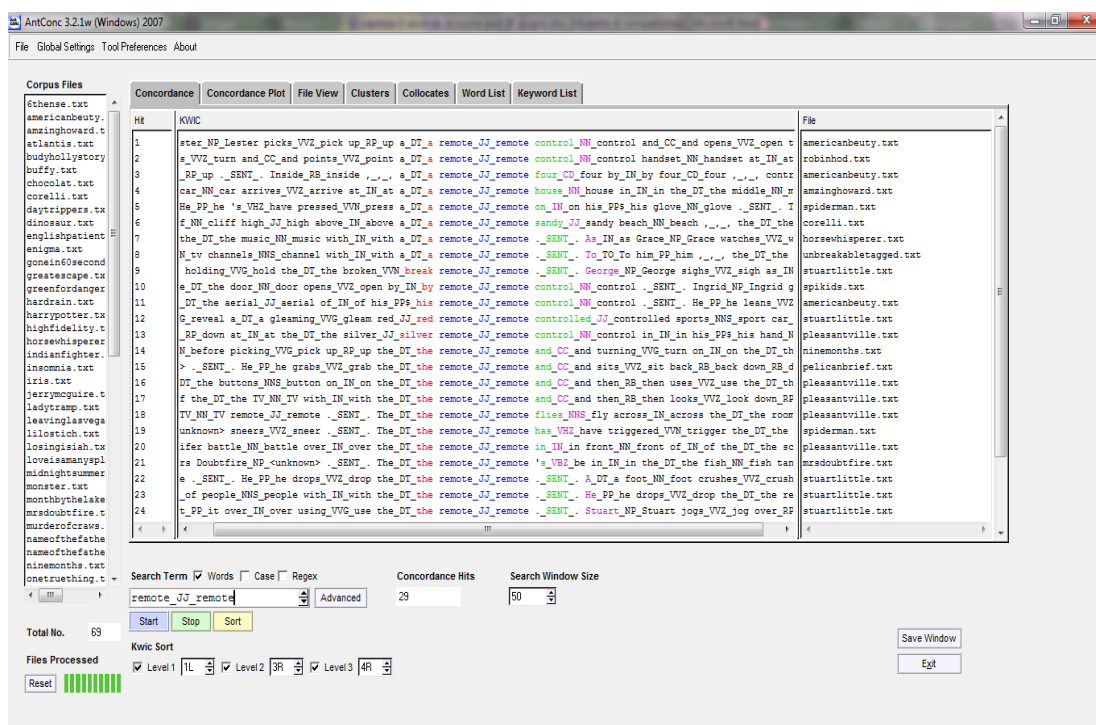 AntConc 3.2.1w (Windows) 2007
File Global Settings Tool Preferences About
Corpus Files
6thense.txt
americanbeuty.
amzinghoward.t
atlantis.txt
budyhollystory
buffy.txt
chocolat.txt
corelli.txt
daytrippers.tx
dinosaur.txt
englishpatient
enigma.txt
gonein60second
greatescape.tx
greenfordanger
hardrain.txt
harrypotter.tx
highfidelity.t
horsewhisperer
indianfighter.
insomnia.txt
iris.txt
jerrymcguire.t
ladytramp.txt
leavinglasvega
lilostich.txt
losingisiah.tx
loveisamanyspl
midnightsummer
monster.txt
monthbythelake
mrsdoubtfire.t
murderofcraws.
nameofthefathe
nameofthefathe
ninemonths.txt
onetruething.t
Total No. 69
Files Processed
Reset
Concordance Concordance Plot File View Clusters Collocates Word List Keyword List
Hit KWIC File
1 ster_NP_Lester picks_VVZ_pick up_RP_up a_DT_a remote_JJ_remote control_NN_control and_CC_and opens_VVZ_open t americanbeuty.txt
2 s_VVZ_turn and_CC_and points_VVZ_point a_DT_a remote_JJ_remote control_NN_control handset_NN_handset at_IN_at robinhod.txt
3 _RP_up ._SENT_. Inside_RB_inside ,_,_, a_DT_a remote_JJ_remote four_CD_four by_IN_by four_CD_four ,_,_, contr americanbeuty.txt
4 car_NN_car arrives_VVZ_arrive at_IN_at a_DT_a remote_JJ_remote house_NN_house in_IN_in the_DT_the middle_NN_m amzinghoward.txt
5 He_PP_he 's_VHZ_have pressed_VVN_press a_DT_a remote_JJ_remote on_IN_on his_PP$_his glove_NN_glove ._SENT_. T spiderman.txt
6 f_NN_cliff high_JJ_high above_IN_above a_DT_a remote_JJ_remote sandy_JJ_sandy beach_NN_beach ,_,_, the_DT_the corelli.txt
7 the_DT_the music_NN_music with_IN_with a_DT_a remote_JJ_remote ._SENT_. As_IN_as Grace_NP_Grace watches_VVZ_w horsewhisperer.txt
8 N_tv channels_NNS_channel with_IN_with a_DT_a remote_JJ_remote ._SENT_. To_TO_To him_PP_him ,_,_, the_DT_the unbreakabletagged.txt
9 holding_VVG_hold the_DT_the broken_VVN_break remote_JJ_remote ._SENT_. George_NP_George sighs_VVZ_sigh as_IN stuartlittle.txt
10 e_DT_the door_NN_door opens_VVZ_open by_IN_by remote_JJ_remote control_NN_control ._SENT_. Ingrid_NP_Ingrid g spikids.txt
11 _DT_the aerial_JJ_aerial of_IN_of his_PP$_his remote_JJ_remote control_NN_control ._SENT_. He_PP_he leans_VVZ americanbeuty.txt
12 G_reveal a_DT_a gleaming_VVG_gleam red_JJ_red remote_JJ_remote controlled_JJ_controlled sports_NNS_sport car_ stuartlittle.txt
13 _RP_down at_IN_at the_DT_the silver_JJ_silver remote_JJ_remote control_NN_control in_IN_in his_PP$_his hand_N pleasantville.txt
14 N_before picking_VVG_pick up_RP_up the_DT_the remote_JJ_remote and_CC_and turning_VVG_turn on_IN_on the_DT_th ninemonths.txt
15 > ._SENT_. He_PP_he grabs_VVZ_grab the_DT_the remote_JJ_remote and_CC_and sits_VVZ_sit back_RB_back down_RB_d pelicanbrief.txt
16 DT_the buttons_NNS_button on_IN_on the_DT_the remote_JJ_remote and_CC_and then_RB_then uses_VVZ_use the_DT_th pleasantville.txt
17 f the_DT_the TV_NN_TV with_IN_with the_DT_the remote_JJ_remote and_CC_and then_RB_then looks_VVZ_look down_RP pleasantville.txt
18 TV_NN_TV remote_JJ_remote ._SENT_. The_DT_the remote_JJ_remote flies_NNS_fly across_IN_across the_DT_the room pleasantville.txt
19 unknown> sneers_VVZ_sneer ._SENT_. The_DT_the remote_JJ_remote has_VHZ_have triggered_VVN_trigger the_DT_the spiderman.txt
20 ifer battle_NN_battle over_IN_over the_DT_the remote_JJ_remote in_IN_in front_NN_front of_IN_of the_DT_the sc pleasantville.txt
21 rs Doubtfire_NP_<unknown> ._SENT_. The_DT_the remote_JJ_remote 's_VBZ_be in_IN_in the_DT_the fish_NN_fish tan mrsdoubtfire.txt
22 e ._SENT_. He_PP_he drops_VVZ_drop the_DT_the remote_JJ_remote ._SENT_. A_DT_a foot_NN_foot crushes_VVZ_crush stuartlittle.txt
23 _of people_NNS_people with_IN_with the_DT_the remote_JJ_remote ._SENT_. He_PP_he drops_VVZ_drop the_DT_the re stuartlittle.txt
24 t_PP_it over_IN_over using_VVG_use the_DT_the remote_JJ_remote ._SENT_. Stuart_NP_Stuart jogs_VVZ_jog over_RP stuartlittle.txt
Search Term Words Case Regex Concordance Hits Search Window Size
remote_JJ_remote Advanced 29 50
Start Stop Sort
Kwic Sort
Level 1 1L Level 2 3R Level 3 4R
Save Window
Exit